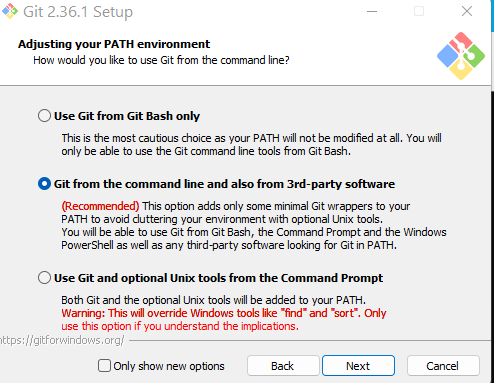 Git 2.36.1 Setup
Adjusting your PATH environment
How would you like to use Git from the command line?
Use Git from Git Bash only
This is the most cautious choice as your PATH will not be modified at all. You will
only be able to use the Git command line tools from Git Bash.
Git from the command line and also from 3rd-party software
(Recommended) This option adds only some minimal Git wrappers to your
PATH to avoid cluttering your environment with optional Unix tools.
You will be able to use Git from Git Bash, the Command Prompt and the Windows
PowerShell as well as any third-party software looking for Git in PATH.
Use Git and optional Unix tools from the Command Prompt
Both Git and the optional Unix tools will be added to your PATH.
Warning: This will override Windows tools like "find" and "sort". Only
use this option if you understand the implications.
https://gitforwindows.org/
Only show new options
Back
Next
Cancel